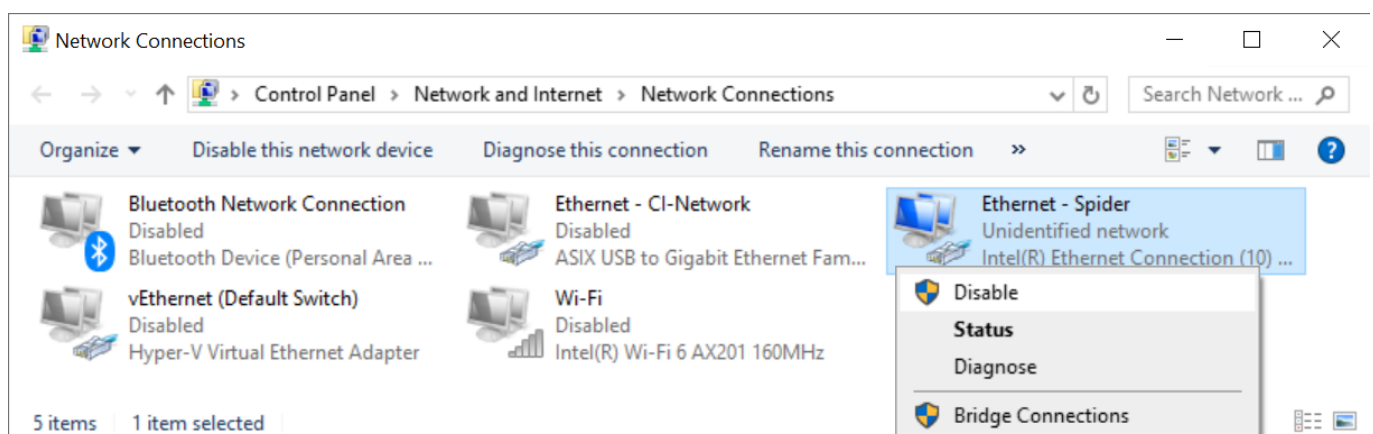 Network Connections
Control Panel > Network and Internet > Network Connections
Search Network ...
Organize
Disable this network device
Diagnose this connection
Rename this connection
»
Bluetooth Network Connection
Disabled
Bluetooth Device (Personal Area ...
Ethernet - CI-Network
Disabled
ASIX USB to Gigabit Ethernet Fam...
Ethernet - Spider
Unidentified network
Intel(R) Ethernet Connection (10) ...
vEthernet (Default Switch)
Disabled
Hyper-V Virtual Ethernet Adapter
Wi-Fi
Disabled
Intel(R) Wi-Fi 6 AX201 160MHz
Disable
Status
Diagnose
Bridge Connections
5 items
1 item selected